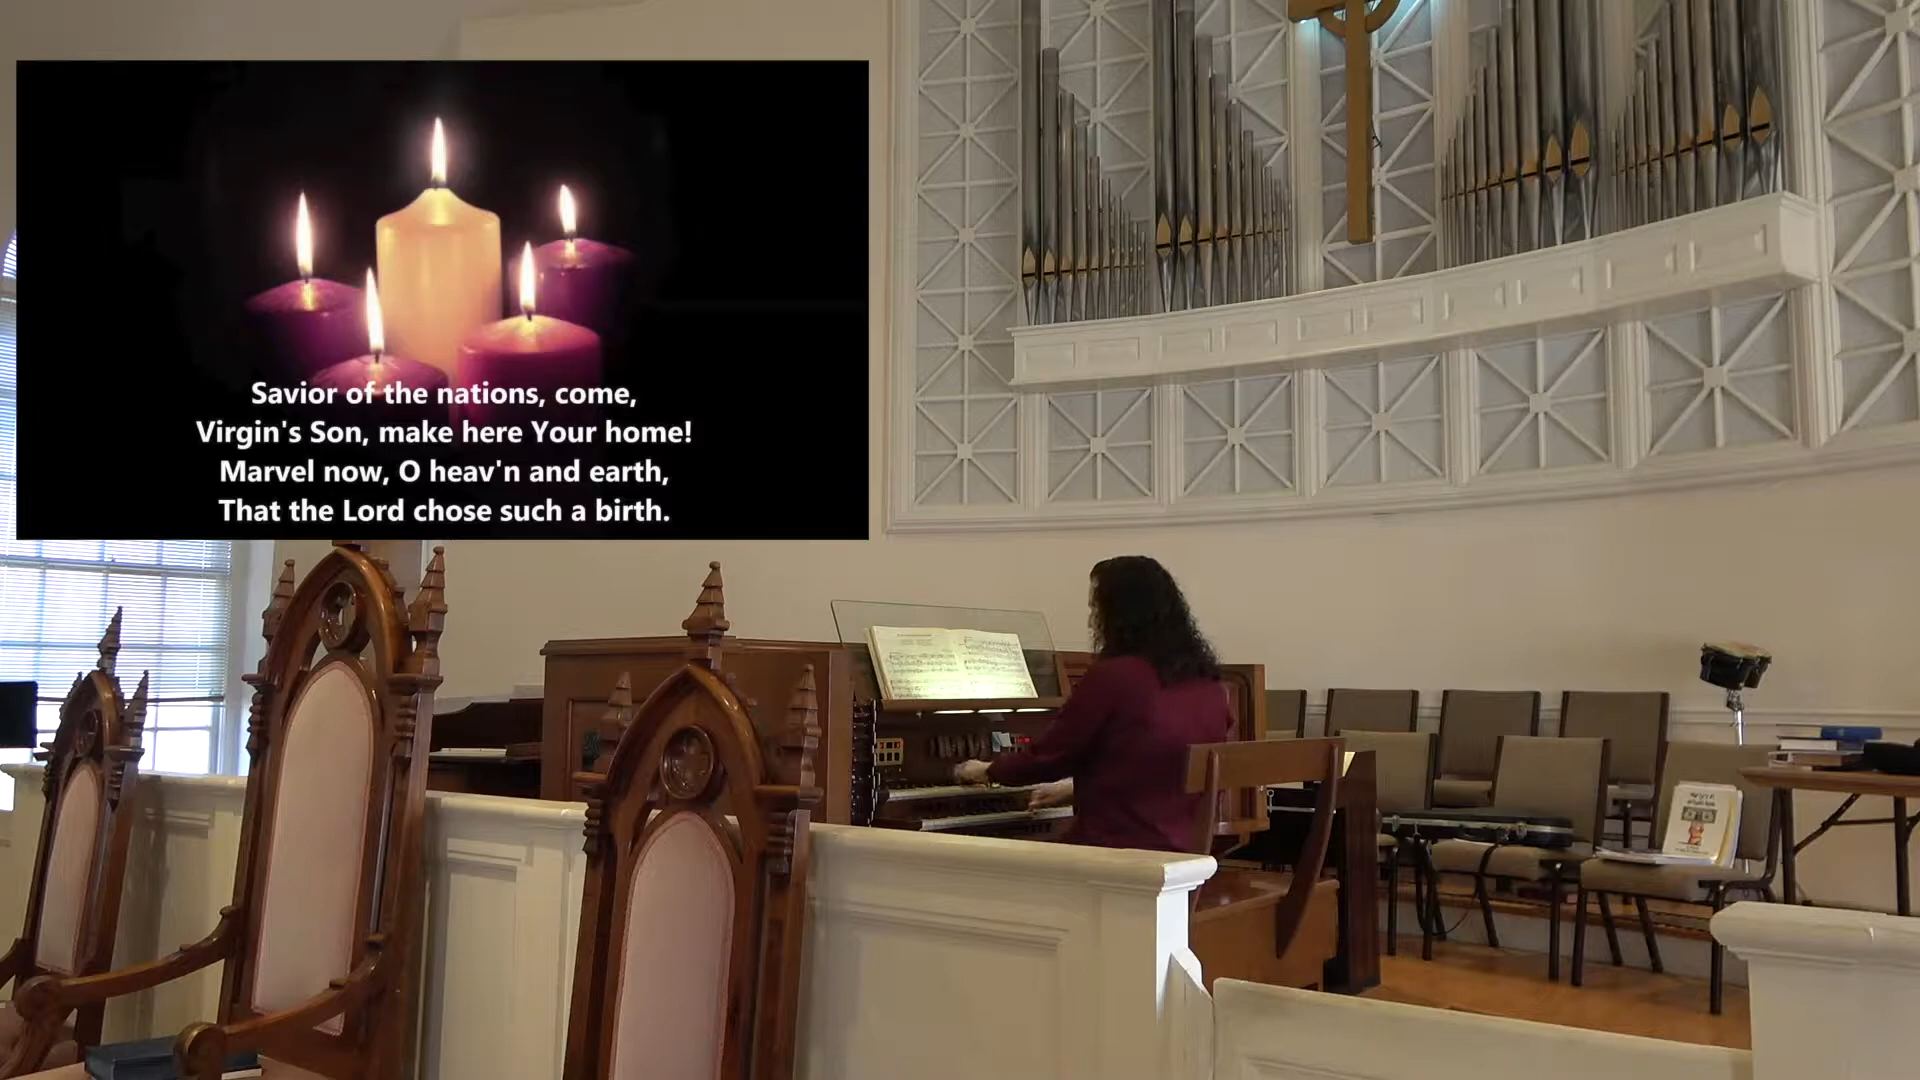 Savior of the nations, come,
Virgin's Son, make here Your home!
Marvel now, O heav'n and earth,
That the Lord chose such a birth.